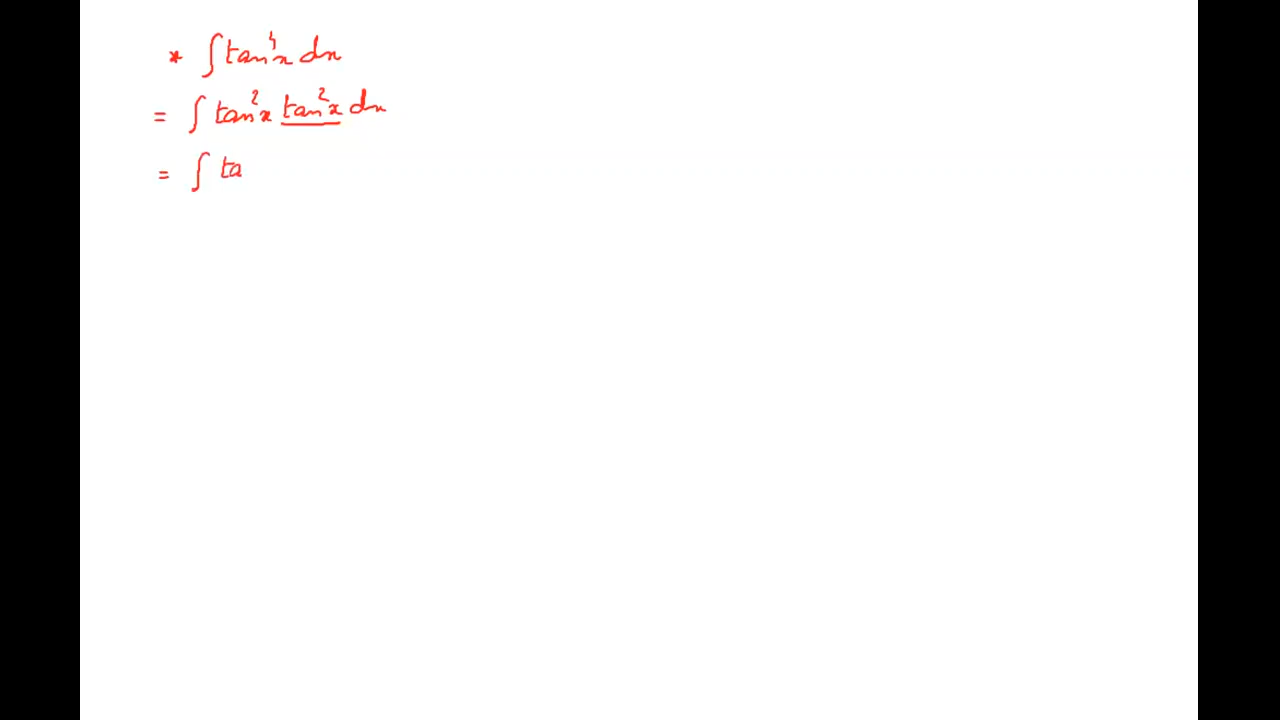 * ∫ tan⁴x dx
= ∫ tan²x tan²x dx
= ∫ ta